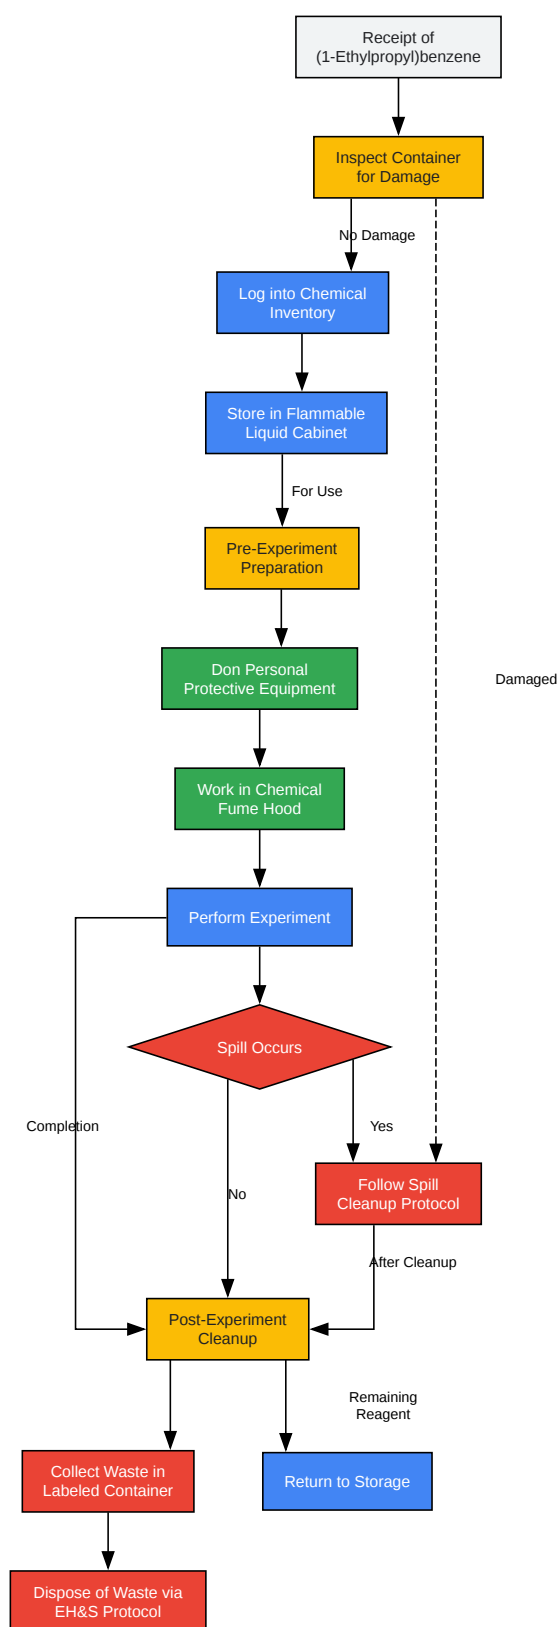 Receipt of
(1-Ethylpropyl)benzene
Inspect Container
for Damage
No Damage
Log into Chemical
Inventory
Store in Flammable
Liquid Cabinet
For Use
Pre-Experiment
Preparation
Don Personal
Protective Equipment
Damaged
Work in Chemical
Fume Hood
Perform Experiment
Spill Occurs
Completion
Yes
No
Follow Spill
Cleanup Protocol
After Cleanup
Post-Experiment
Cleanup
Remaining
Reagent
Collect Waste in
Labeled Container
Return to Storage
Dispose of Waste via
EH&S Protocol